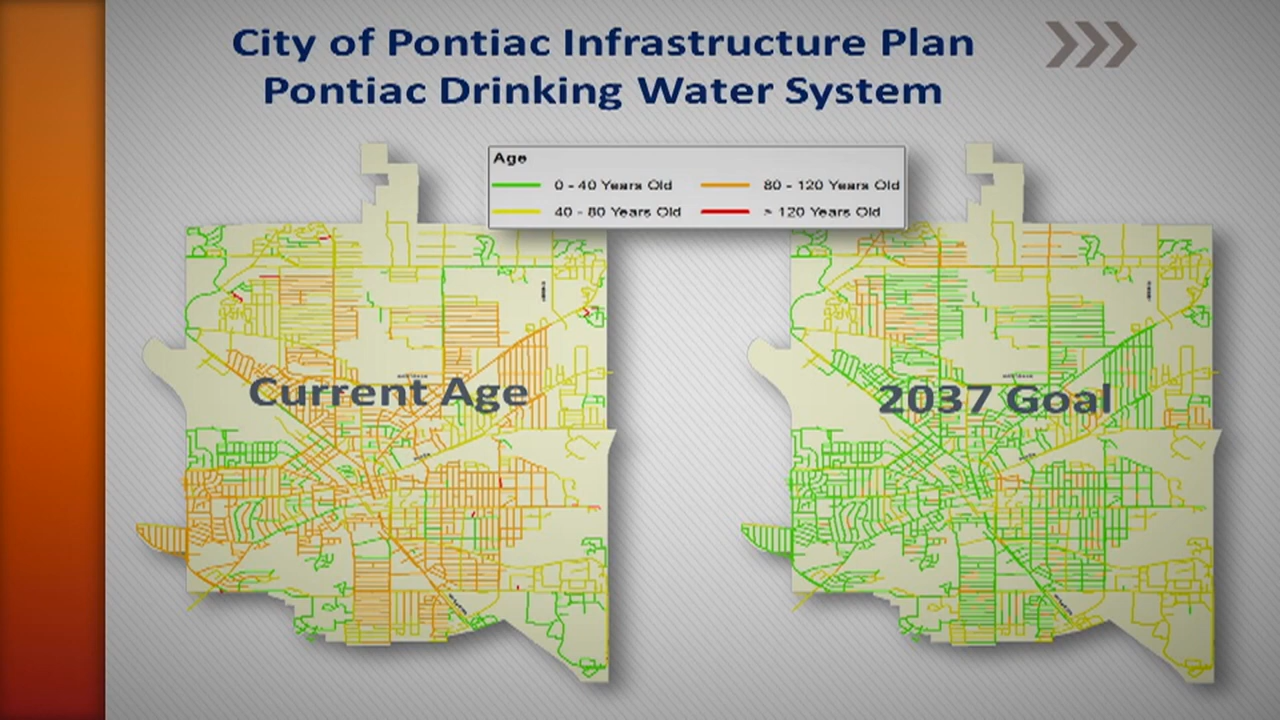 City of Pontiac Infrastructure Plan
Pontiac Drinking Water System
Age
0 - 40 Years Old
80 - 120 Years Old
40 - 80 Years Old
> 120 Years Old
Current Age
2037 Goal